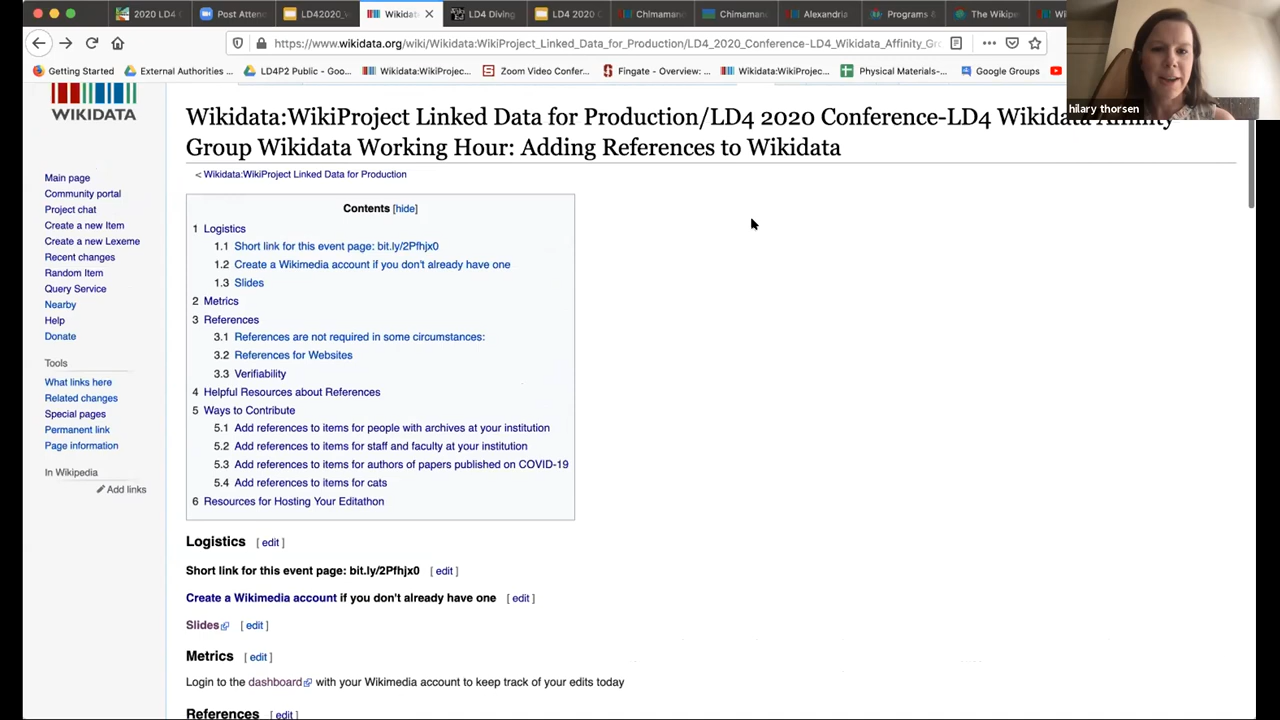 2020 LD4
Post Atten
LD42020_
Wikidata
LD4 Diving
LD4 2020
Chimamand
Chimaman
Alexandria
Programs &
The Wikipe
https://www.wikidata.org/wiki/Wikidata:WikiProject_Linked_Data_for_Production/LD4_2020_Conference-LD4_Wikidata_Affinity_Gr
Getting Started
External Authorities ...
LD4P2 Public - Goo...
Wikidata:WikiProjec...
Zoom Video Confer...
Fingate - Overview: ...
Wikidata:WikiProjec...
Physical Materials-...
Google Groups
hilary thorsen
WIKIDATA
Main page
Community portal
Project chat
Create a new Item
Create a new Lexeme
Recent changes
Random Item
Query Service
Nearby
Help
Donate
Tools
What links here
Related changes
Special pages
Permanent link
Page information
In Wikipedia
Add links
Wikidata:WikiProject Linked Data for Production/LD4 2020 Conference-LD4 Wikidata Affinity
Group Wikidata Working Hour: Adding References to Wikidata
< Wikidata:WikiProject Linked Data for Production
Contents [hide]
1 Logistics
1.1 Short link for this event page: bit.ly/2Pfhjx0
1.2 Create a Wikimedia account if you don't already have one
1.3 Slides
2 Metrics
3 References
3.1 References are not required in some circumstances:
3.2 References for Websites
3.3 Verifiability
4 Helpful Resources about References
5 Ways to Contribute
5.1 Add references to items for people with archives at your institution
5.2 Add references to items for staff and faculty at your institution
5.3 Add references to items for authors of papers published on COVID-19
5.4 Add references to items for cats
6 Resources for Hosting Your Editathon
Logistics [ edit ]
Short link for this event page: bit.ly/2Pfhjx0 [ edit ]
Create a Wikimedia account if you don't already have one [ edit ]
Slides [ edit ]
Metrics [ edit ]
Login to the dashboard with your Wikimedia account to keep track of your edits today
References [ edit ]